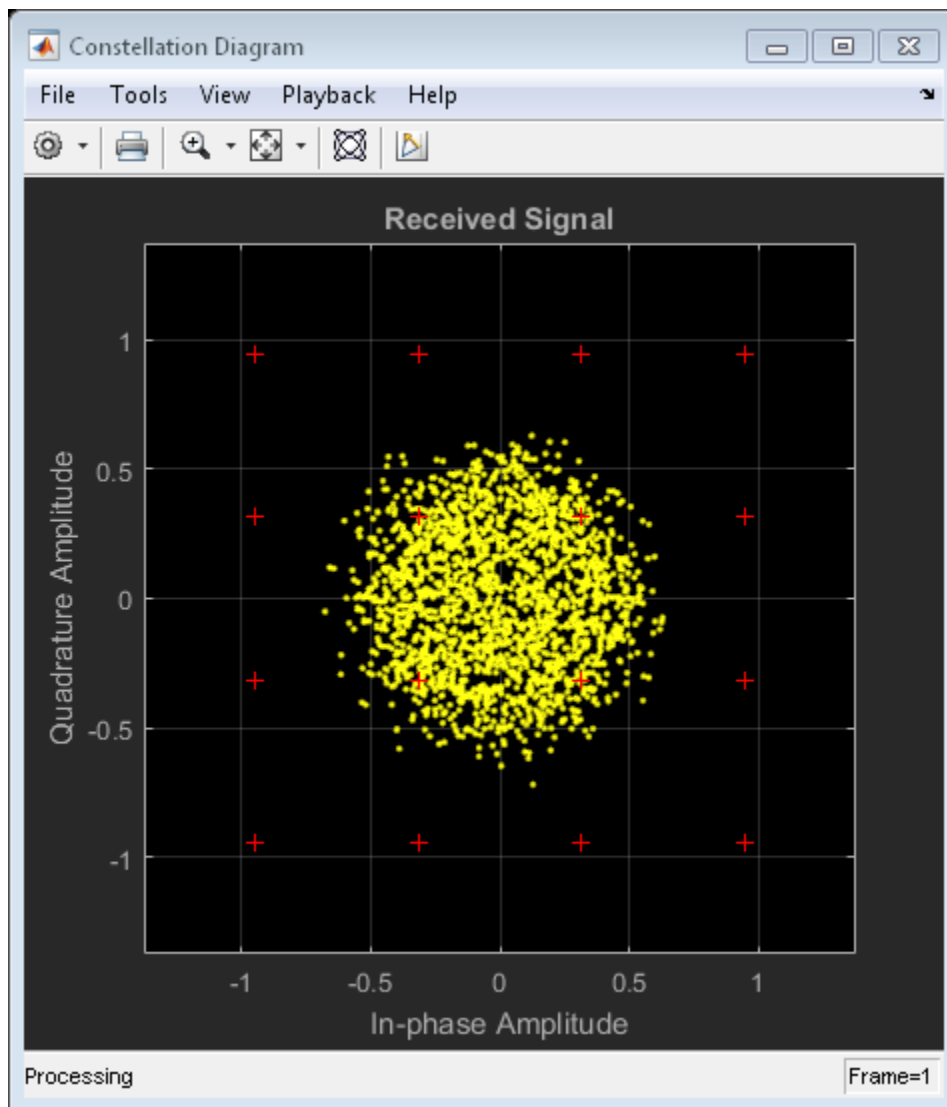 Constellation Diagram
File Tools View Playback Help
Received Signal
1
0.5
0
-0.5
-1
Quadrature Amplitude
-1 -0.5 0 0.5 1
In-phase Amplitude
Processing Frame=1